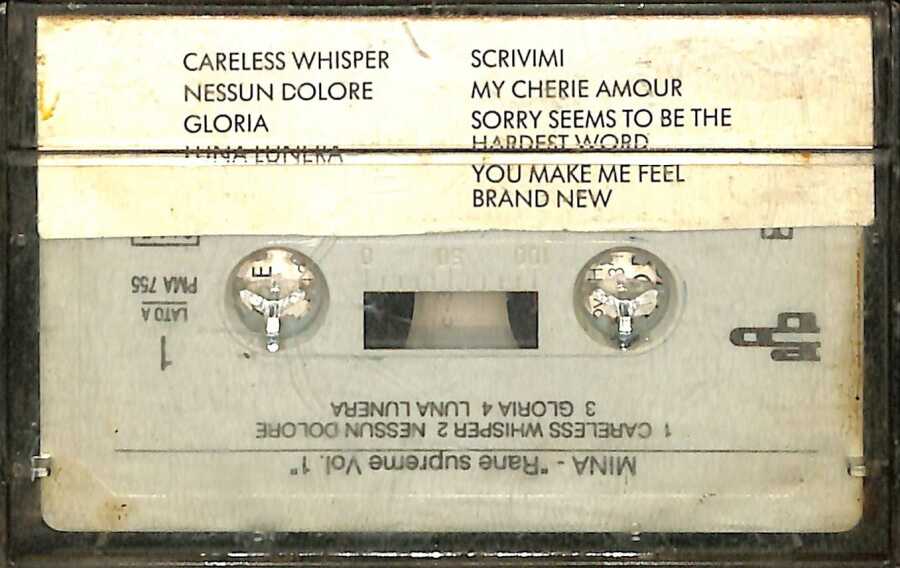 CARELESS WHISPER
NESSUN DOLORE
GLORIA
LUNA LUNERA
SCRIVIMI
MY CHERIE AMOUR
SORRY SEEMS TO BE THE
HARDEST WORD
YOU MAKE ME FEEL
BRAND NEW
MINA - "Rane supreme Vol. 1"
1 CARELESS WHISPER 2 NESSUN DOLORE
3 GLORIA 4 LUNA LUNERA
1
LATO A
PMA 755
100 50 0